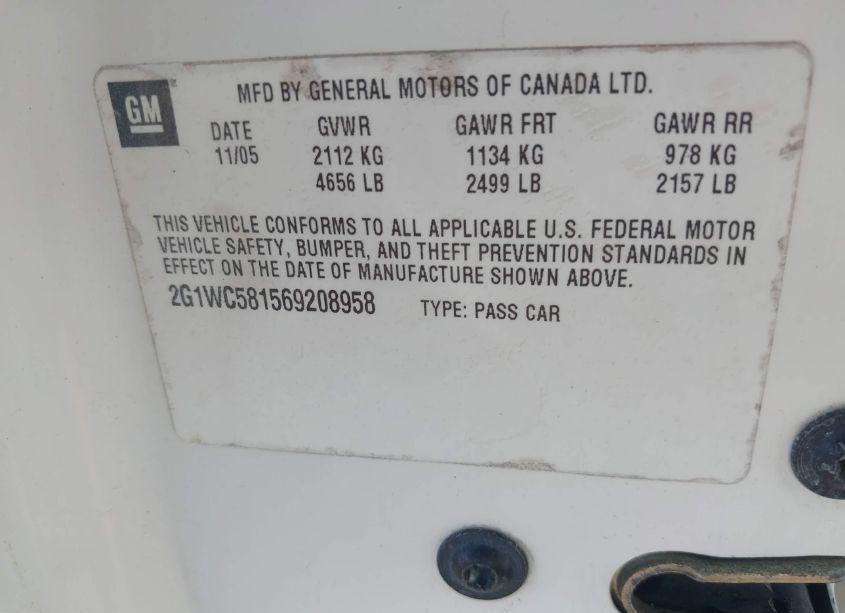 GM
MFD BY GENERAL MOTORS OF CANADA LTD.
DATE GVWR GAWR FRT GAWR RR
11/05 2112 KG 1134 KG 978 KG
4656 LB 2499 LB 2157 LB
THIS VEHICLE CONFORMS TO ALL APPLICABLE U.S. FEDERAL MOTOR
VEHICLE SAFETY, BUMPER, AND THEFT PREVENTION STANDARDS IN
EFFECT ON THE DATE OF MANUFACTURE SHOWN ABOVE.
2G1WC581569208958 TYPE: PASS CAR